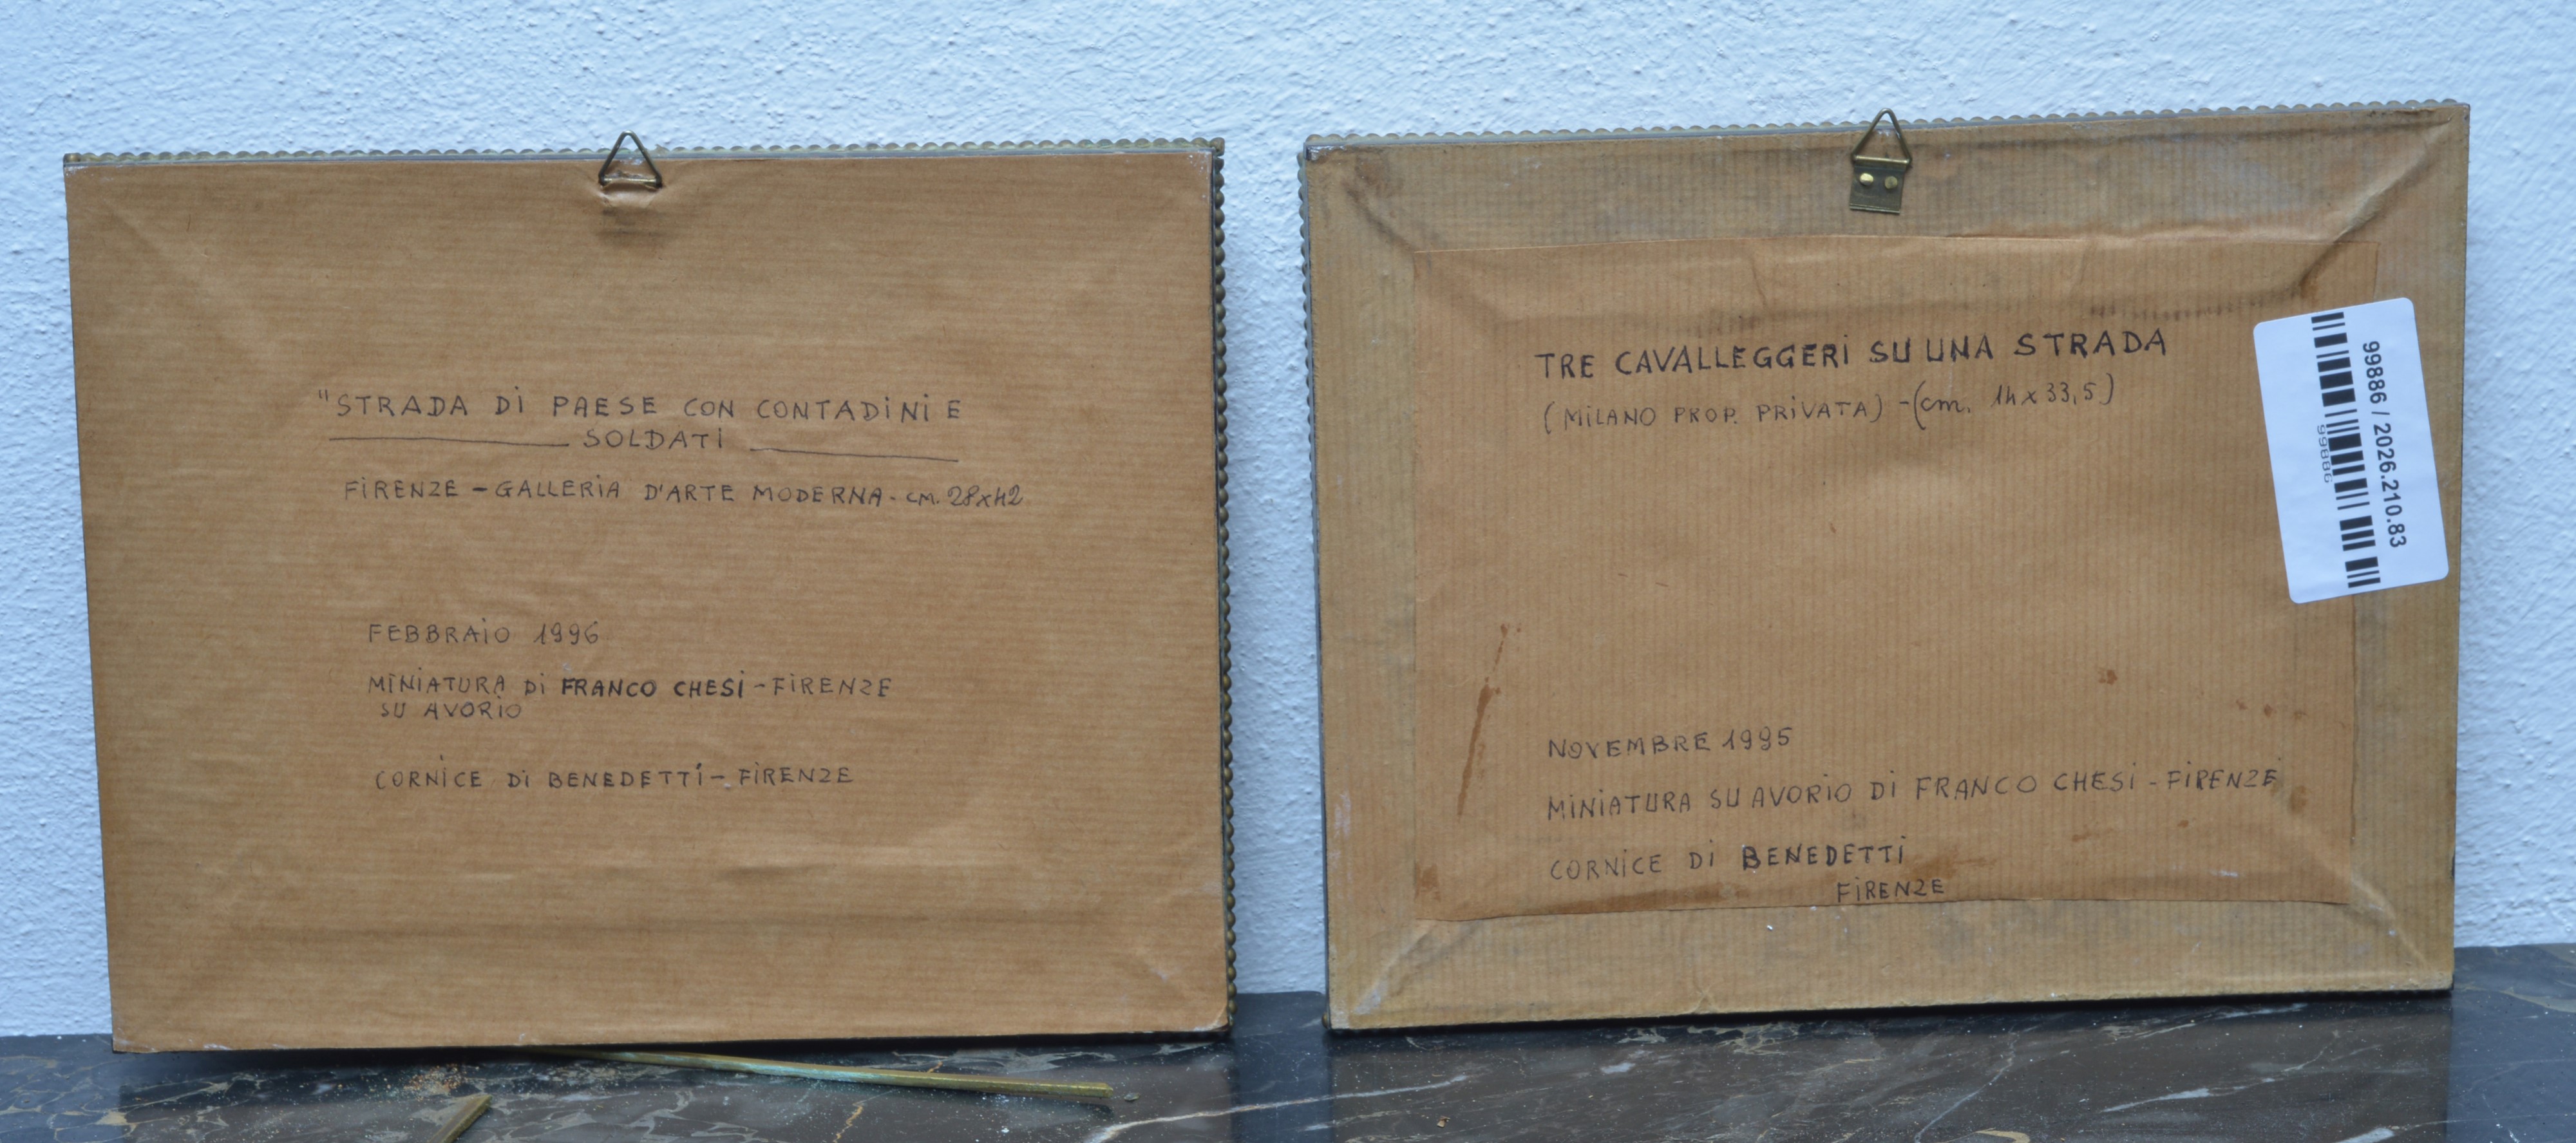 "STRADA DI PAESE CON CONTADINI E
SOLDATI
FIRENZE - GALLERIA D'ARTE MODERNA - CM. 28x42
FEBBRAIO 1996
MINIATURA DI FRANCO CHESI - FIRENZE
SU AVORIO
CORNICE DI BENEDETTI - FIRENZE
TRE CAVALLEGGERI SU UNA STRADA
(MILANO PROP. PRIVATA) - (cm. 14x33,5)
NOVEMBRE 1995
MINIATURA SU AVORIO DI FRANCO CHESI - FIRENZE
CORNICE DI BENEDETTI
FIRENZE
99886 / 2026.210.83
99886